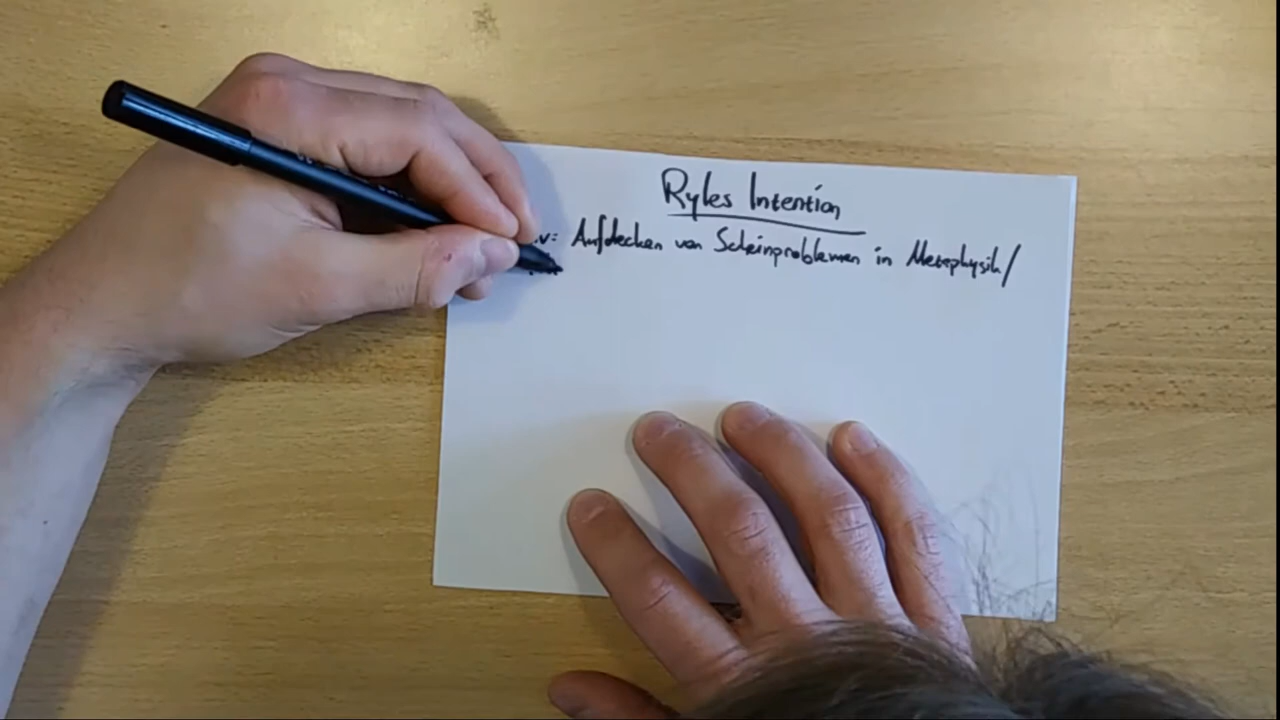 Ryles Intention
Aufdecken von Scheinproblemen in Metaphysik/